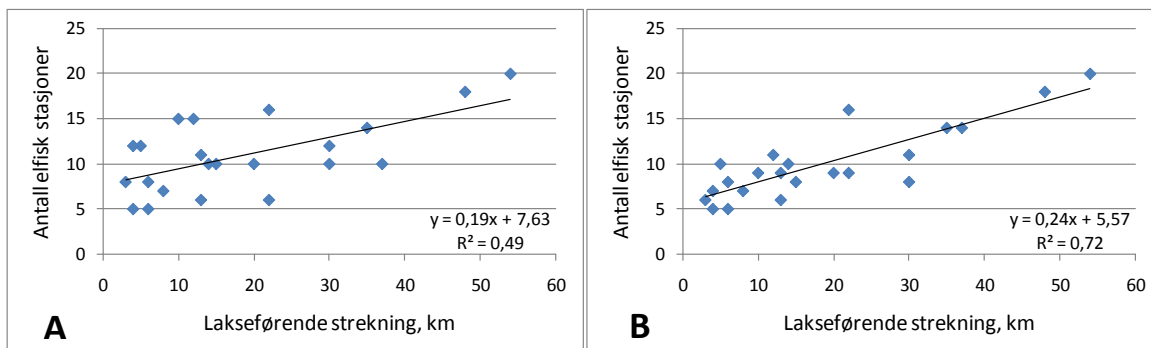 Antall elfisk stasjoner
25
20
15
10
5
0
y = 0,19x + 7,63
R² = 0,49
0 10 20 30 40 50 60
Lakseførende strekning, km
A
Antall elfisk stasjoner
25
20
15
10
5
0
y = 0,24x + 5,57
R² = 0,72
0 10 20 30 40 50 60
Lakseførende strekning, km
B